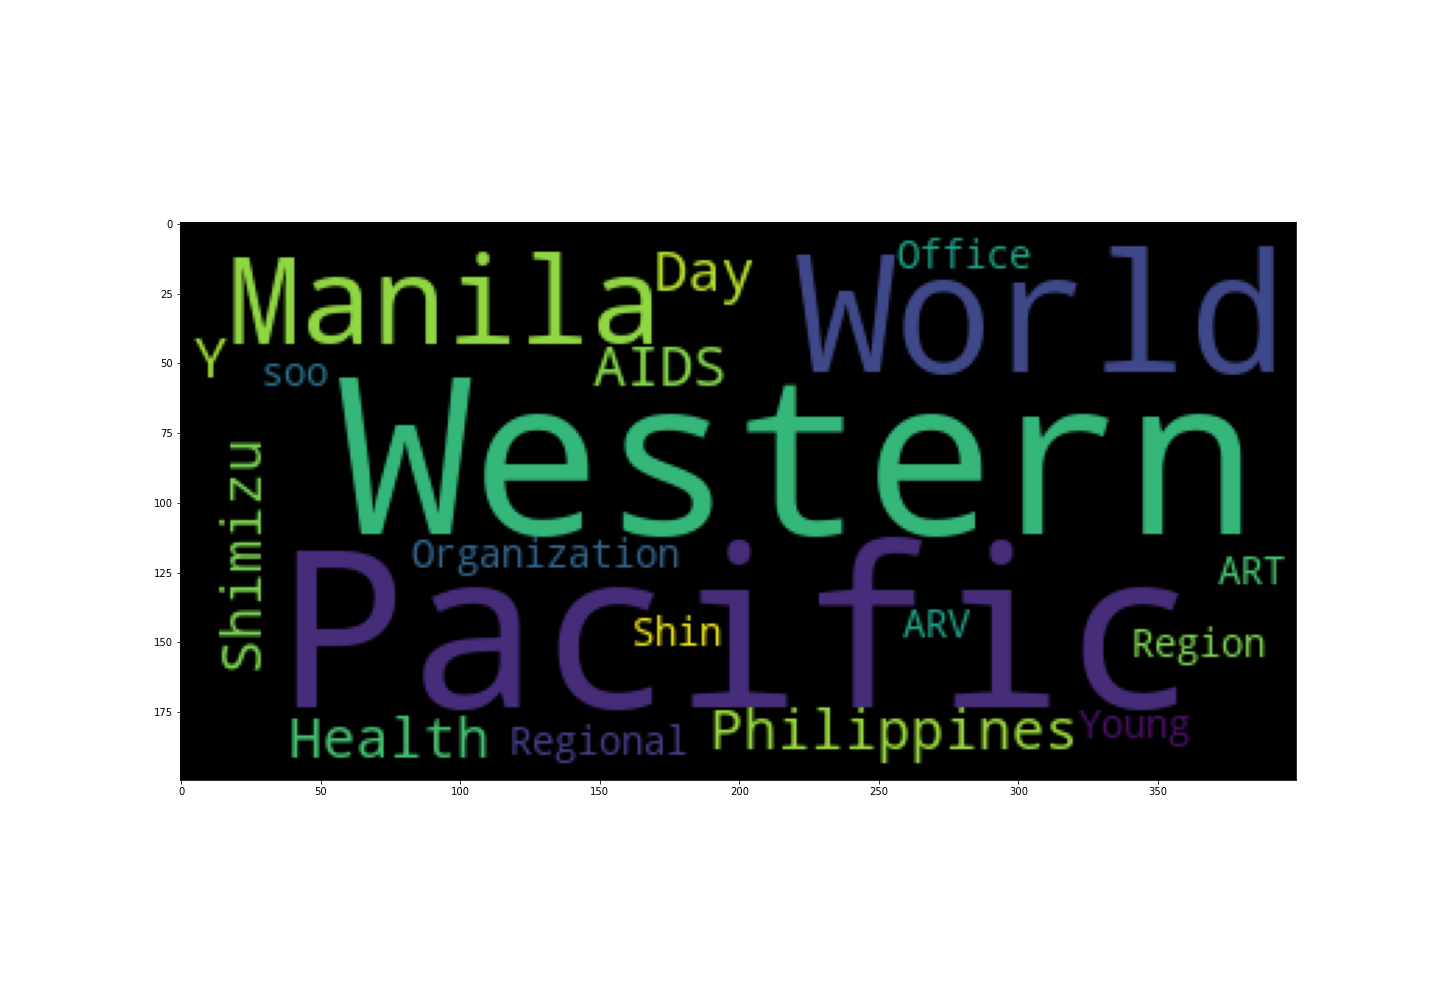 0
25
50
75
100
125
150
175
Manila Day World Office
Y soo AIDS
Western
Shimizu
Organization
Pacific
ART
Shin ARV Region
Health Regional Philippines Young
0 50 100 150 200 250 300 350